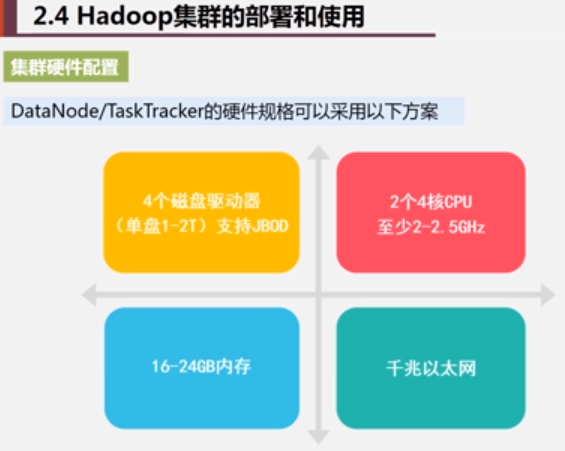 2.4 Hadoop集群的部署和使用
集群硬件配置
DataNode/TaskTracker的硬件规格可以采用以下方案
4个磁盘驱动器
（单盘1-2T）支持JBOD
2个4核CPU
至少2-2.5GHz
16-24GB内存
千兆以太网